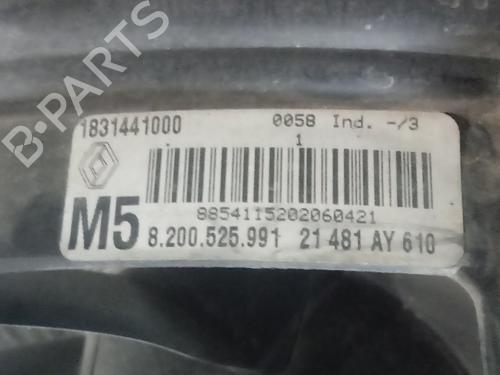 B-PARTS
1831441000 0058 Ind. -/3
1
8854115202060421
M5 8.200.525.991 21 481 AY 610